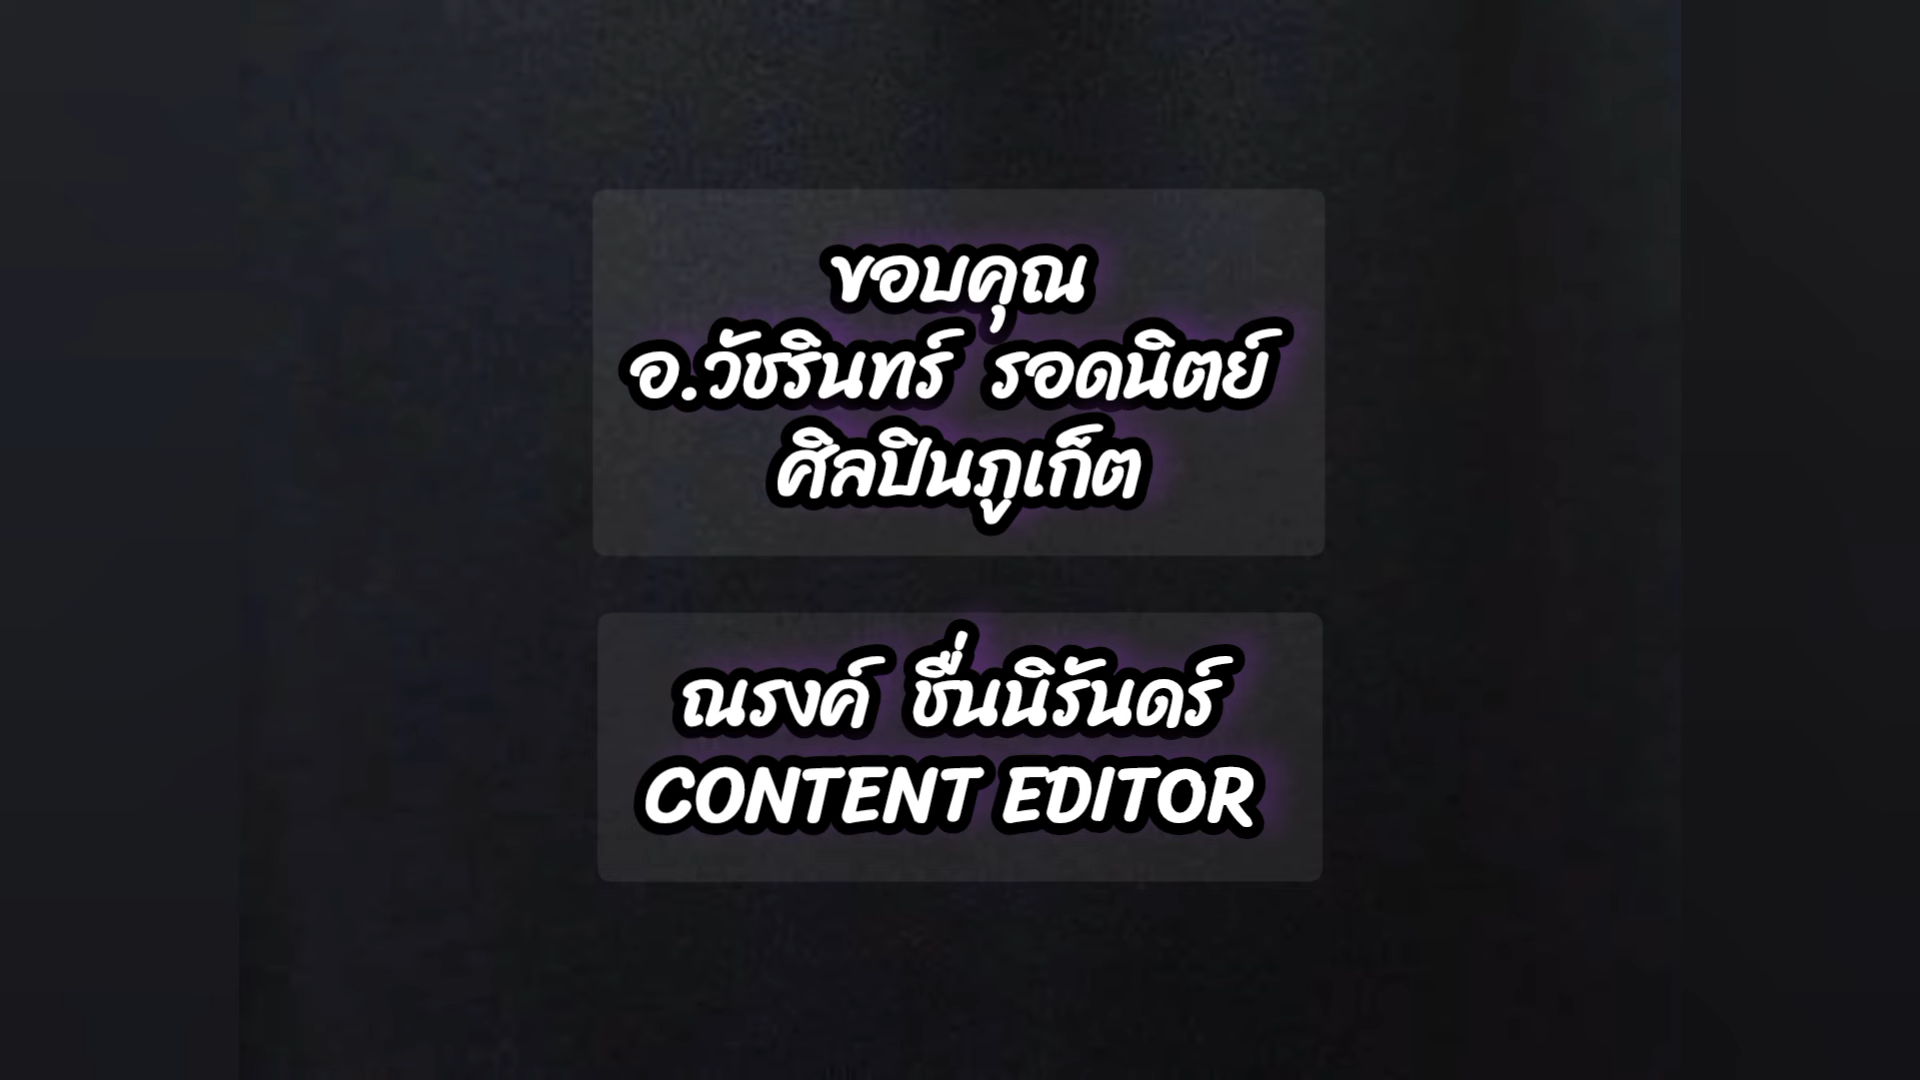 ขอบคุณ
อ.วัชรินทร์ รอดนิตย์
ศิลปินภูเก็ต
ณรงค์ ชื่นนิรันดร์
CONTENT EDITOR